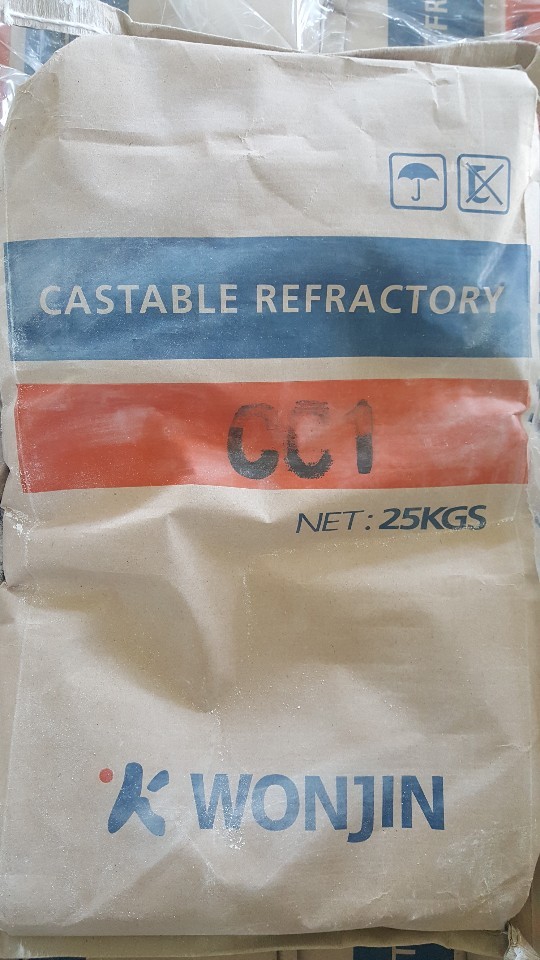 CASTABLE REFRACTORY
CC1
NET: 25KGS
WONJIN